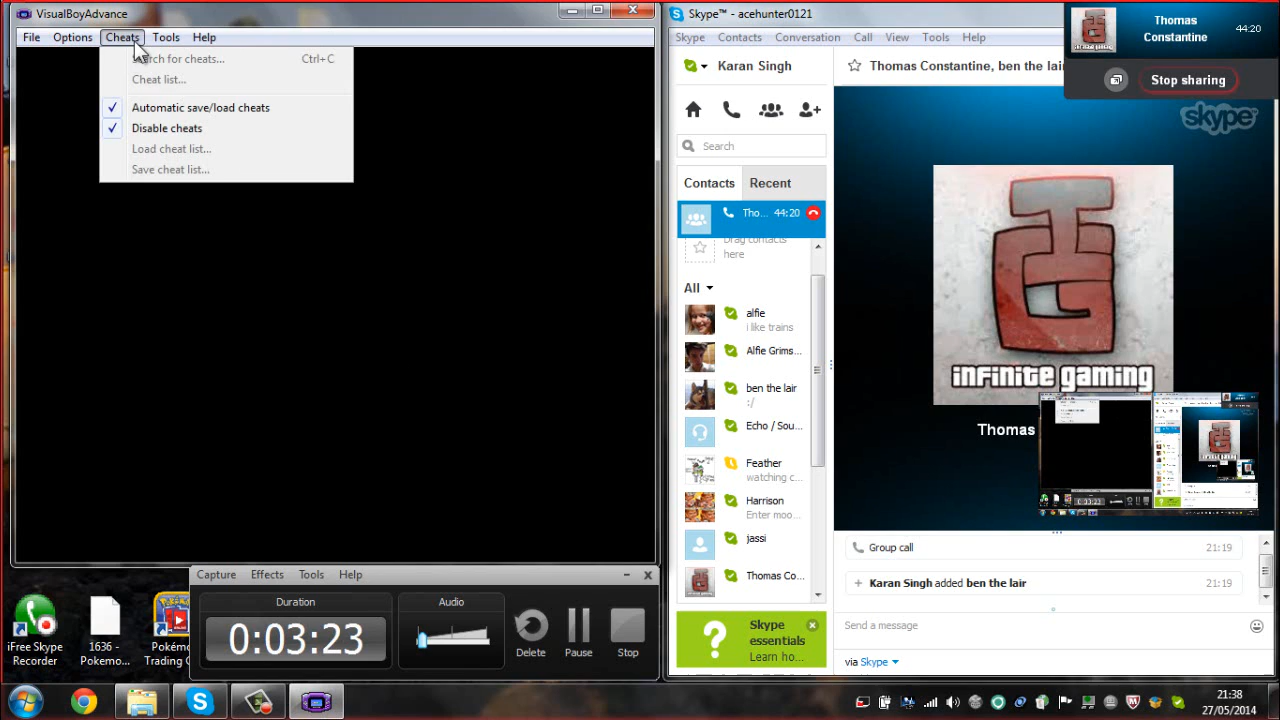 VisualBoyAdvance
File Options Cheats Tools Help
rch for cheats... Ctrl+C
Cheat list...
Automatic save/load cheats
Disable cheats
Load cheat list...
Save cheat list...
Skype™ - acehunter0121
Skype Contacts Conversation Call View Tools Help
Karan Singh
Search
Contacts Recent
Tho... 44:20
Drag contacts
here
All
alfie
i like trains
Alfie Grims...
ben the lair
:/
Echo / Sou...
Feather
watching c...
Harrison
Enter moo...
jassi
Thomas Co...
?
Skype
essentials
Learn ho...
Thomas Constantine, ben the lai
Thomas
Constantine
44:20
Stop sharing
skype
infinite gaming
Thomas
Group call 21:19
Karan Singh added ben the lair 21:19
Send a message
via Skype
Capture Effects Tools Help
Duration
0:03:23
Audio
Delete Pause Stop
iFree Skype
Recorder
1636 -
Pokemo...
Pokémo
Trading C
21:38
27/05/2014